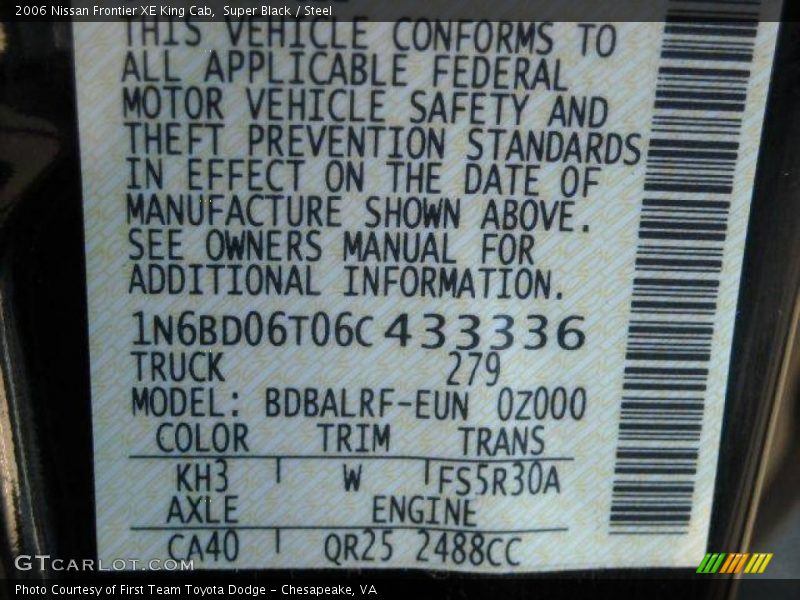 2006 Nissan Frontier XE King Cab,  Super Black / Steel
THIS VEHICLE CONFORMS TO
ALL APPLICABLE FEDERAL
MOTOR VEHICLE SAFETY AND
THEFT PREVENTION STANDARDS
IN EFFECT ON THE DATE OF
MANUFACTURE SHOWN ABOVE.
SEE OWNERS MANUAL FOR
ADDITIONAL INFORMATION.
1N6BD06T06C 433336
TRUCK 279
MODEL: BDBALRF-EUN 0Z000
COLOR TRIM TRANS
KH3 W FS5R30A
AXLE ENGINE
CA40 QR25 2488CC
GTCARLOT.COM
Photo Courtesy of First Team Toyota Dodge - Chesapeake, VA